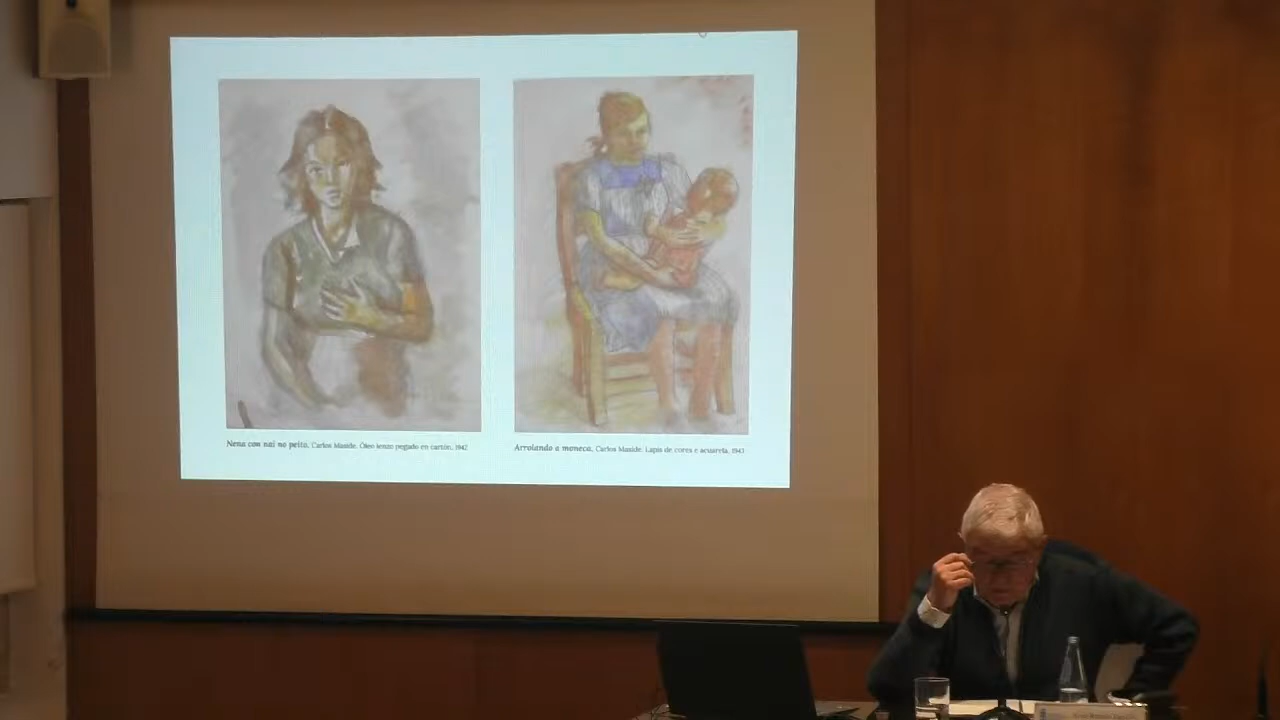 Nena coa nai no peito, Carlos Maside. Óleo lenzo pegado en cartón, 1942
Arrolando a moneca, Carlos Maside. Lapis de cores e acuarela, 1943